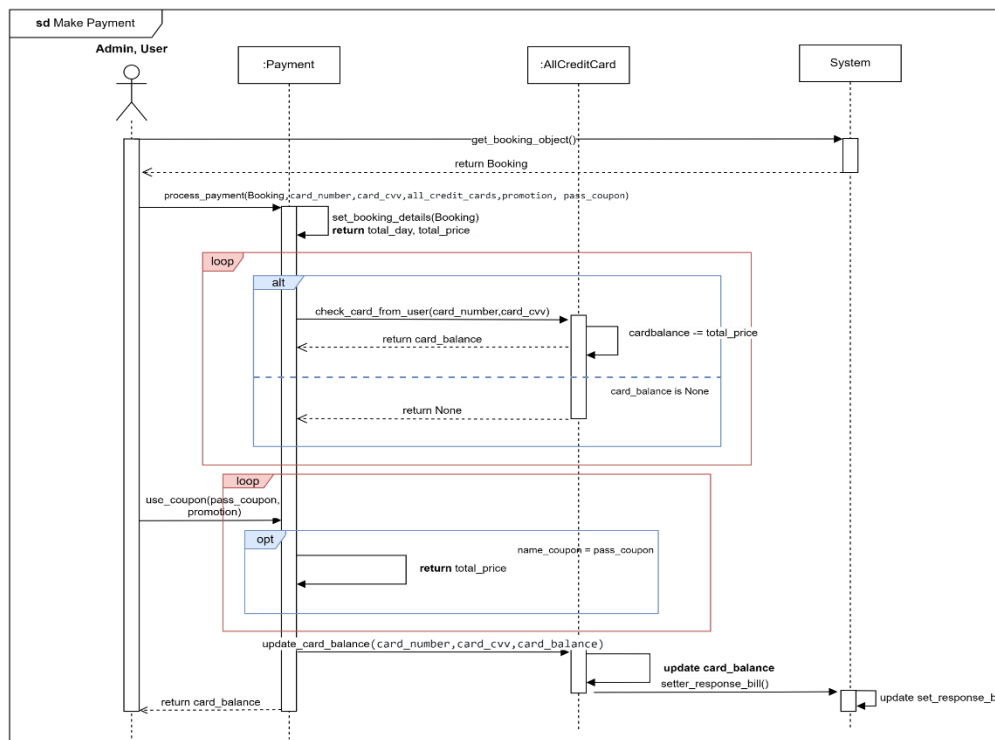 sd Make Payment
Admin, User
:Payment
:AllCreditCard
System
get_booking_object()
return Booking
process_payment(Booking,card_number,card_cvv,all_credit_cards,promotion, pass_coupon)
set_booking_details(Booking)
return total_day, total_price
loop
alt
check_card_from_user(card_number,card_cvv)
cardbalance -= total_price
return card_balance
card_balance is None
return None
loop
use_coupon(pass_coupon,
promotion)
opt
name_coupon = pass_coupon
return total_price
update_card_balance(card_number,card_cvv,card_balance)
update card_balance
setter_response_bill()
return card_balance
update set_response_b